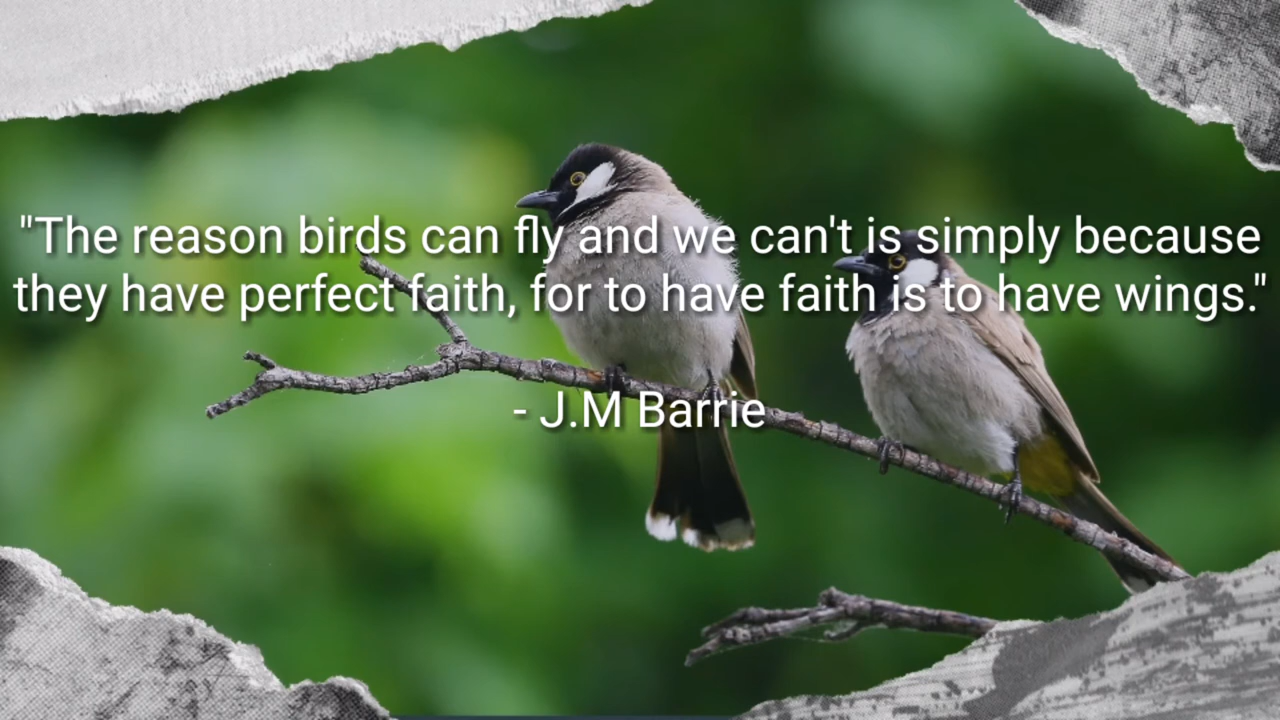 "The reason birds can fly and we can't is simply because
they have perfect faith, for to have faith is to have wings."
- J.M Barrie